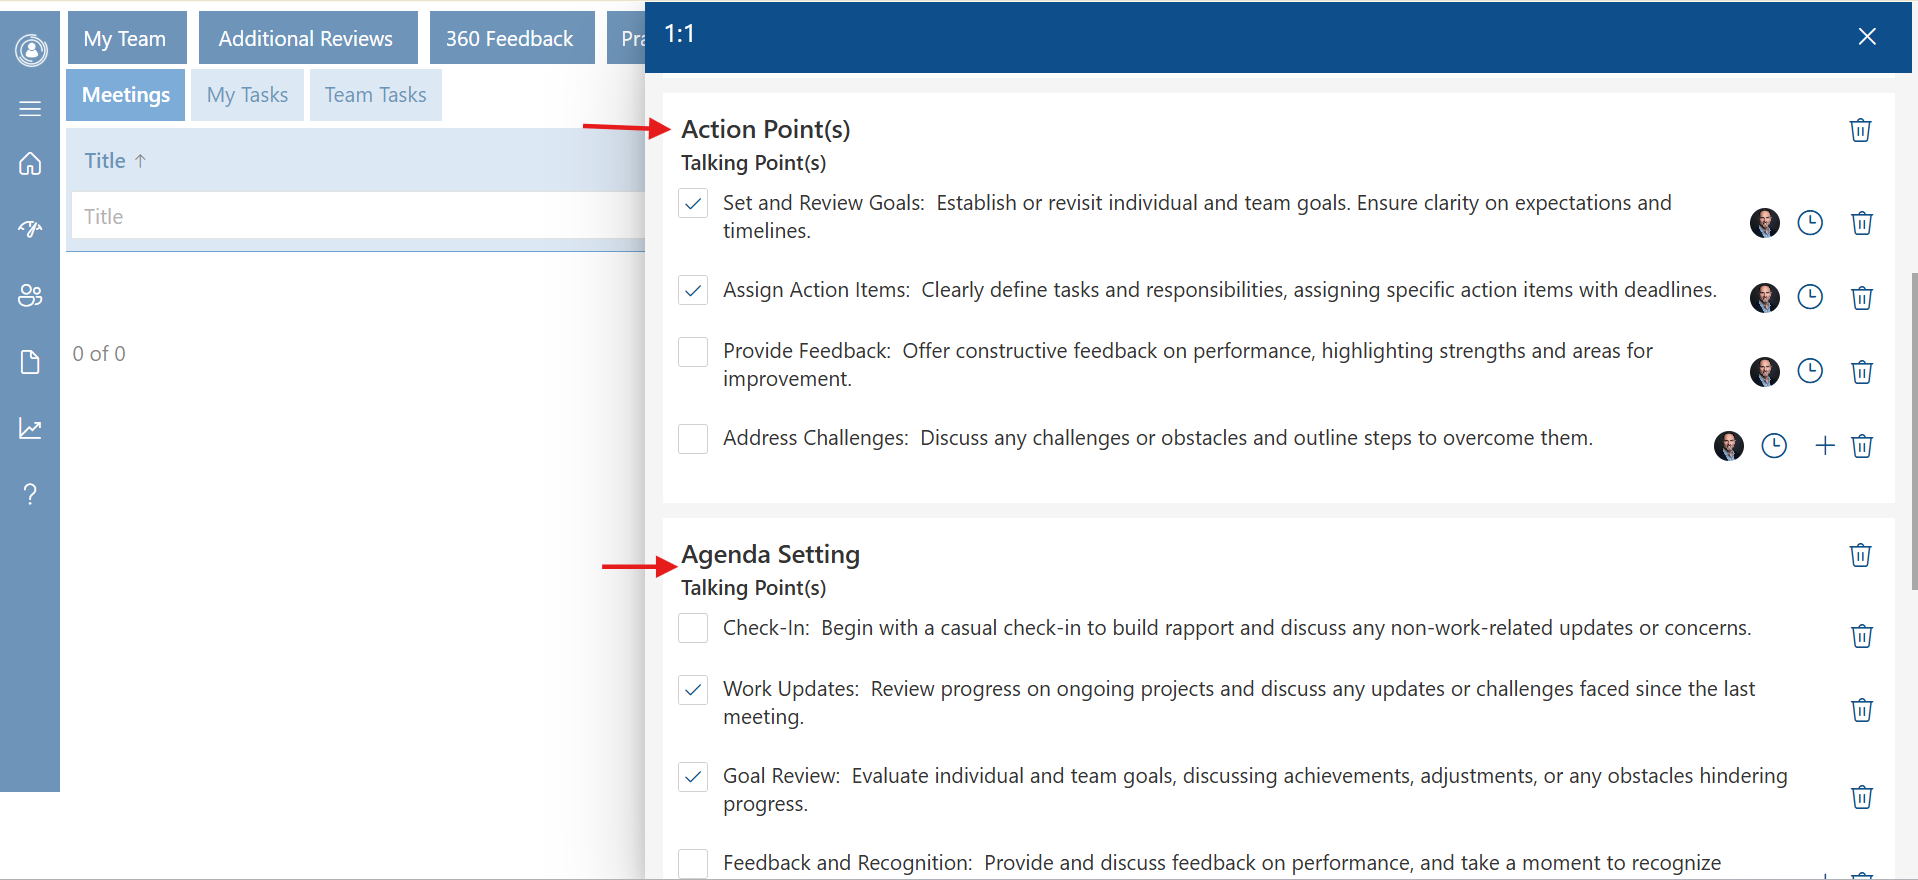 My Team
Additional Reviews
360 Feedback
1:1
Meetings
My Tasks
Team Tasks
Title ↑
Title
0 of 0
Action Point(s)
Talking Point(s)
Set and Review Goals:  Establish or revisit individual and team goals. Ensure clarity on expectations and
timelines.
Assign Action Items:  Clearly define tasks and responsibilities, assigning specific action items with deadlines.
Provide Feedback:  Offer constructive feedback on performance, highlighting strengths and areas for
improvement.
Address Challenges:  Discuss any challenges or obstacles and outline steps to overcome them.
Agenda Setting
Talking Point(s)
Check-In:  Begin with a casual check-in to build rapport and discuss any non-work-related updates or concerns.
Work Updates:  Review progress on ongoing projects and discuss any updates or challenges faced since the last
meeting.
Goal Review:  Evaluate individual and team goals, discussing achievements, adjustments, or any obstacles hindering
progress.
Feedback and Recognition:  Provide and discuss feedback on performance, and take a moment to recognize